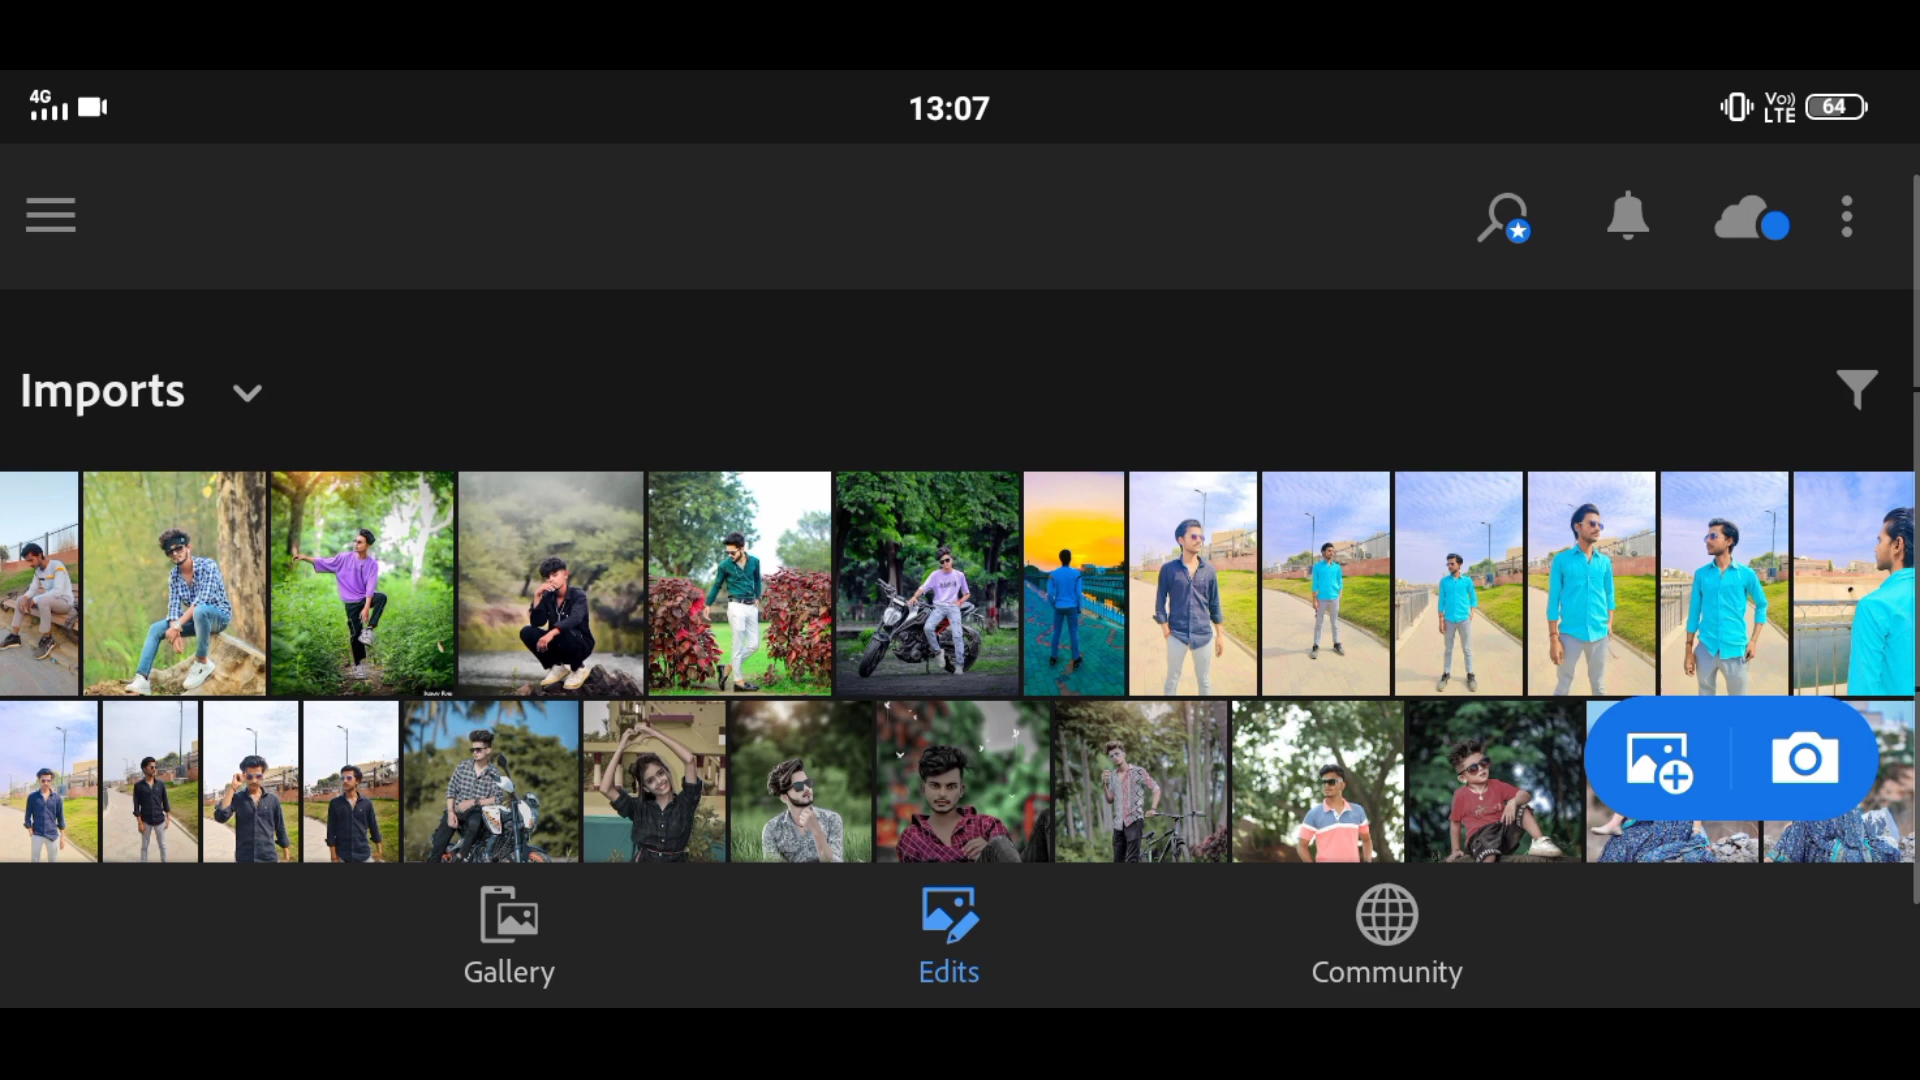 4G
13:07
Vo))
LTE
64
Imports
Gallery
Edits
Community